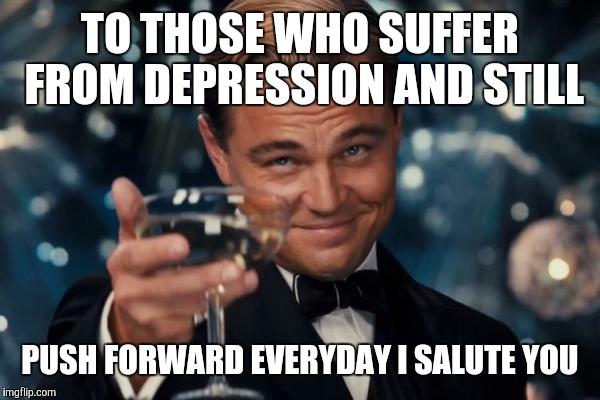 TO THOSE WHO SUFFER
FROM DEPRESSION AND STILL
PUSH FORWARD EVERYDAY I SALUTE YOU
imgflip.com